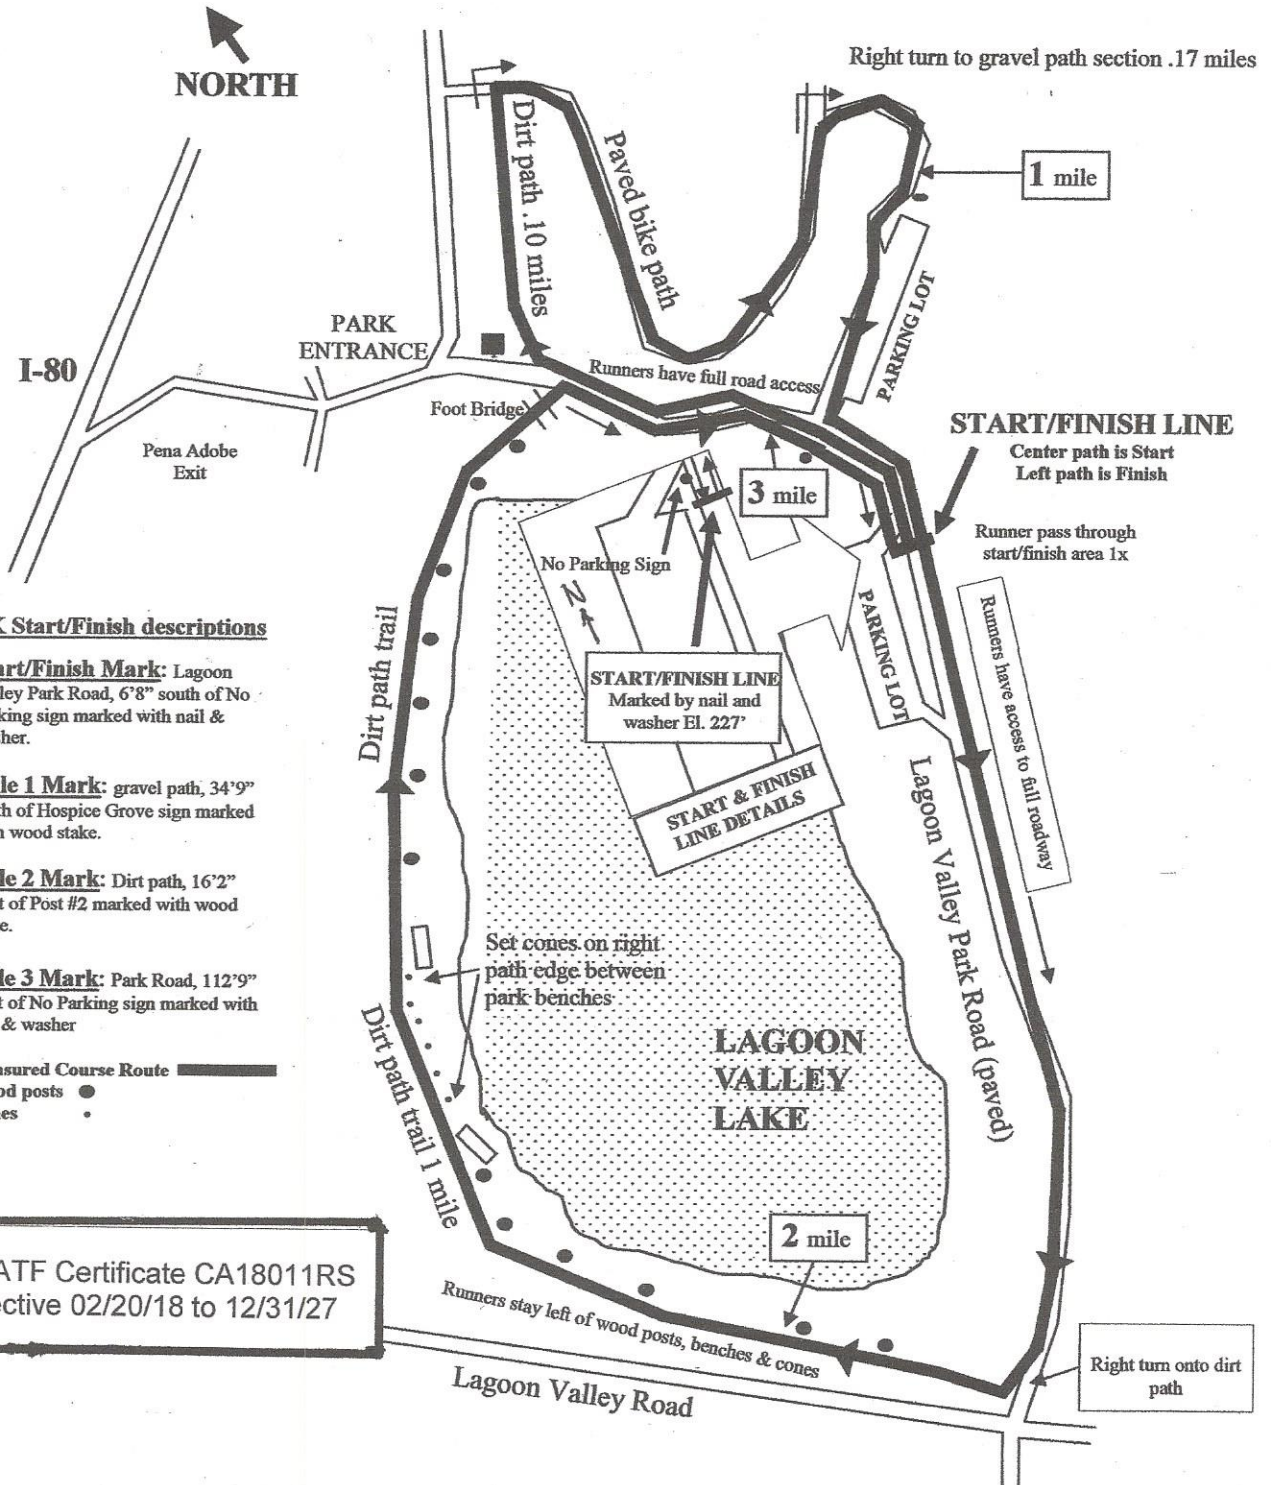 NORTH
Right turn to gravel path section .17 miles
Dirt path .10 miles
Paved bike path
1 mile
PARKING LOT
I-80
PARK
ENTRANCE
Runners have full road access
Foot Bridge
Pena Adobe
Exit
START/FINISH LINE
Center path is Start
Left path is Finish
3 mile
Runner pass through
start/finish area 1x
No Parking Sign
N
Start/Finish descriptions
art/Finish Mark: Lagoon
ley Park Road, 6'8” south of No
king sign marked with nail &
her.
le 1 Mark: gravel path, 34'9”
th of Hospice Grove sign marked
wood stake.
le 2 Mark: Dirt path, 16'2”
t of Post #2 marked with wood
e.
le 3 Mark: Park Road, 112'9”
t of No Parking sign marked with
& washer
asured Course Route
od posts
es
Dirt path trail
START/FINISH LINE
Marked by nail and
washer El. 227'
START & FINISH
LINE DETAILS
PARKING LOT
Runners have access to full roadway
Lagoon Valley Park Road (paved)
Set cones on right
path edge between
park benches
LAGOON
VALLEY
LAKE
Dirt path trail 1 mile
2 mile
Runners stay left of wood posts, benches & cones
ATF Certificate CA18011RS
ective 02/20/18 to 12/31/27
Lagoon Valley Road
Right turn onto dirt
path